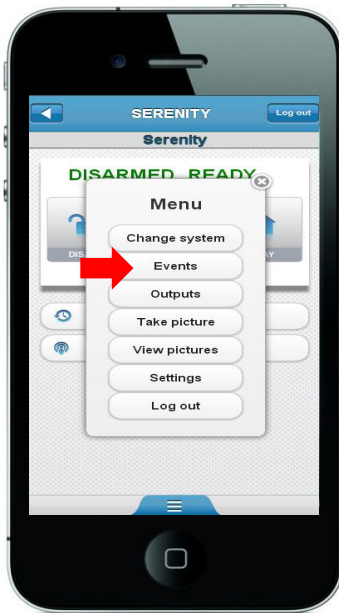 SERENITY
Log out
Serenity
DISARMED READY
Menu
Change system
Events
Outputs
Take picture
View pictures
Settings
Log out